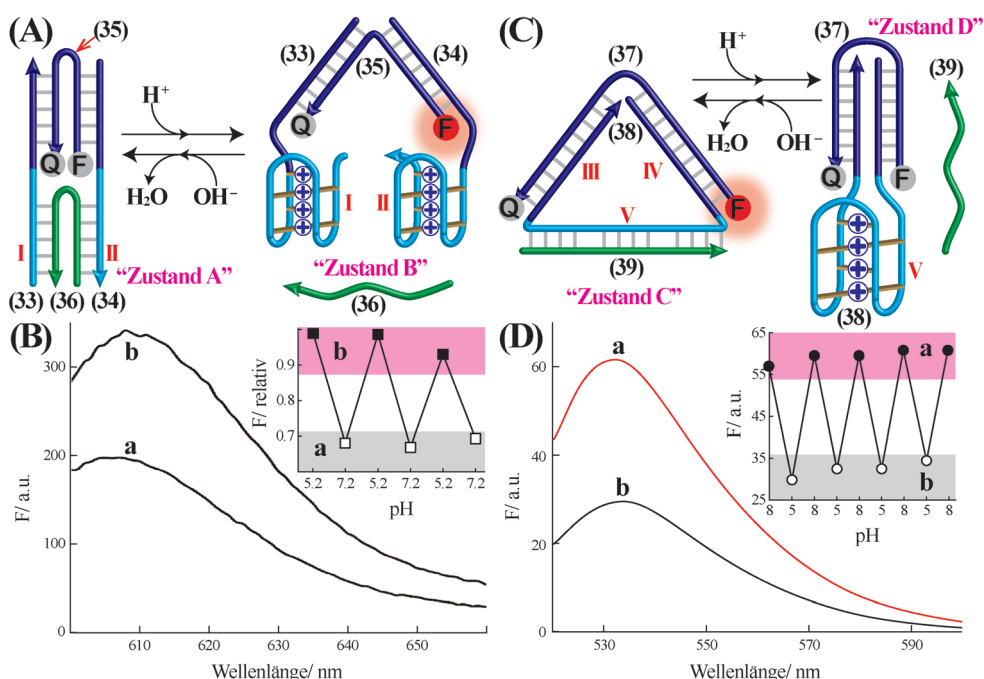 (A)
(35)
H⁺
H₂O
OH⁻
Q F
I
II
(33) (36) (34)
"Zustand A"
(33)
(35)
(34)
Q
F
I
II
"Zustand B"
(36)
(C)
(37)
(38)
III
IV
Q
F
V
(39)
"Zustand C"
H⁺
H₂O
OH⁻
"Zustand D"
(37)
(39)
Q
F
V
(38)
(B)
F/ a.u.
300
200
100
0
b
a
610 620 630 640 650
Wellenlänge/ nm
F/ relativ
0.9
0.8
0.7
b
a
5.2 7.2 5.2 7.2 5.2 7.2
pH
(D)
F/ a.u.
60
40
20
0
a
b
530 550 570 590
Wellenlänge/ nm
F/ a.u.
65
55
45
35
25
a
b
8 5 8 5 8 5 8 5 8
pH